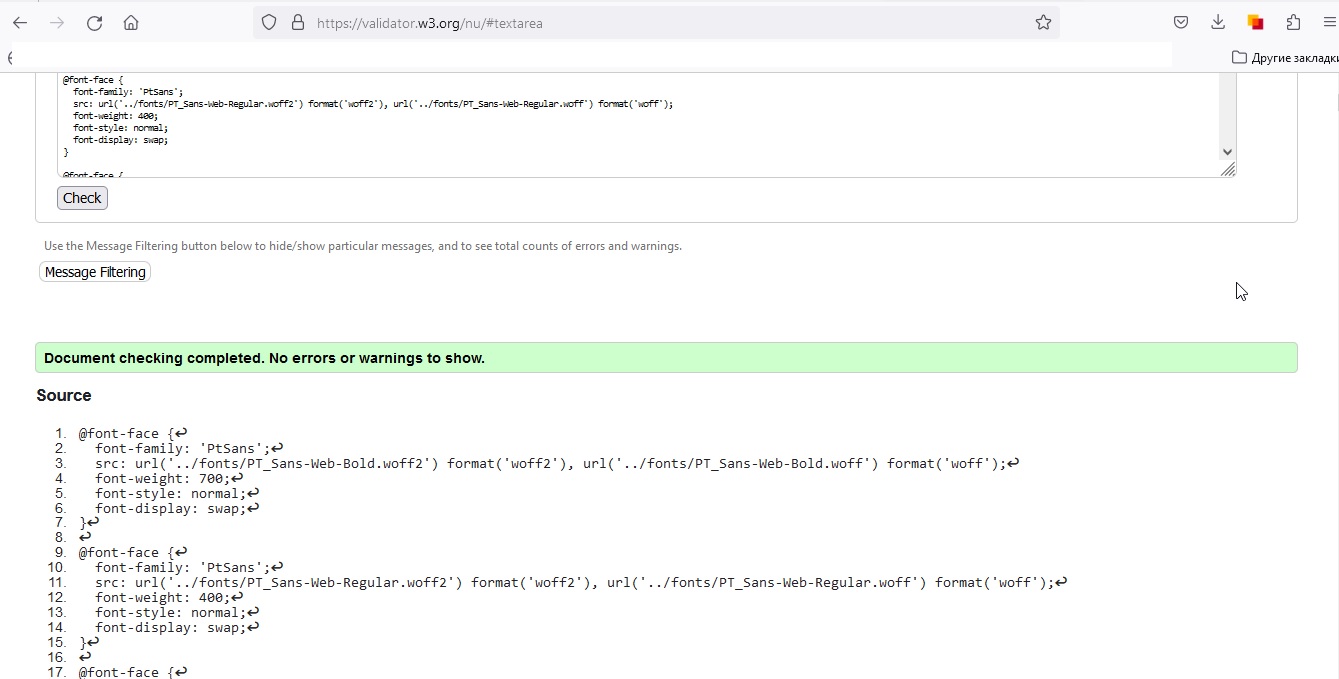 https://validator.w3.org/nu/#textarea
Другие закладки
@font-face {
font-family: 'PtSans';
src: url('../fonts/PT_Sans-Web-Regular.woff2') format('woff2'), url('../fonts/PT_Sans-Web-Regular.woff') format('woff');
font-weight: 400;
font-style: normal;
font-display: swap;
}
@font-face {
Check
Use the Message Filtering button below to hide/show particular messages, and to see total counts of errors and warnings.
Message Filtering
Document checking completed. No errors or warnings to show.
Source
1. @font-face {↩
2. font-family: 'PtSans';↩
3. src: url('../fonts/PT_Sans-Web-Bold.woff2') format('woff2'), url('../fonts/PT_Sans-Web-Bold.woff') format('woff');↩
4. font-weight: 700;↩
5. font-style: normal;↩
6. font-display: swap;↩
7. }↩
8. ↩
9. @font-face {↩
10. font-family: 'PtSans';↩
11. src: url('../fonts/PT_Sans-Web-Regular.woff2') format('woff2'), url('../fonts/PT_Sans-Web-Regular.woff') format('woff');↩
12. font-weight: 400;↩
13. font-style: normal;↩
14. font-display: swap;↩
15. }↩
16. ↩
17. @font-face {↩